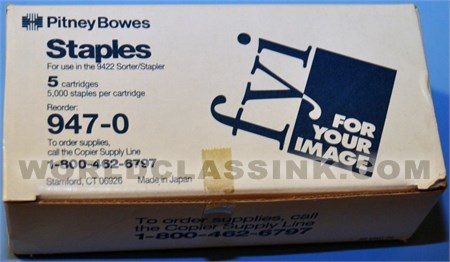 Pitney Bowes
Staples
For use in the 9422 Sorter/Stapler
5 cartridges
5,000 staples per cartridge
Reorder:
947-0
To order supplies,
call the Copier Supply Line
1-800-462-6797
Stamford, CT 06926 Made in Japan
fyi
FOR
YOUR
IMAGE
WORLDCLASSINK.COM
To order supplies, call
the Copier Supply Line
1-800-462-6797